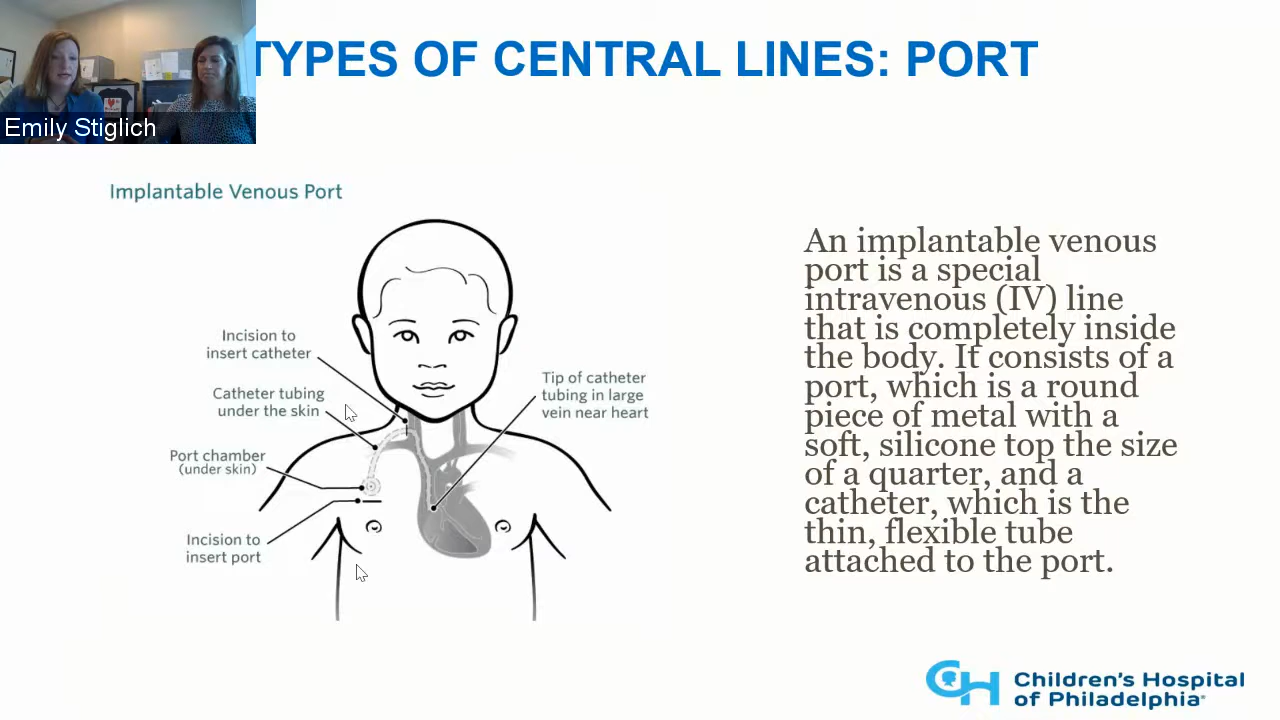 TYPES OF CENTRAL LINES: PORT
Emily Stiglich
Implantable Venous Port
Incision to
insert catheter
Catheter tubing
under the skin
Port chamber
(under skin)
Incision to
insert port
Tip of catheter
tubing in large
vein near heart
An implantable venous
port is a special
intravenous (IV) line
that is completely inside
the body. It consists of a
port, which is a round
piece of metal with a
soft, silicone top the size
of a quarter, and a
catheter, which is the
thin, flexible tube
attached to the port.
CH
Children's Hospital
of Philadelphia®